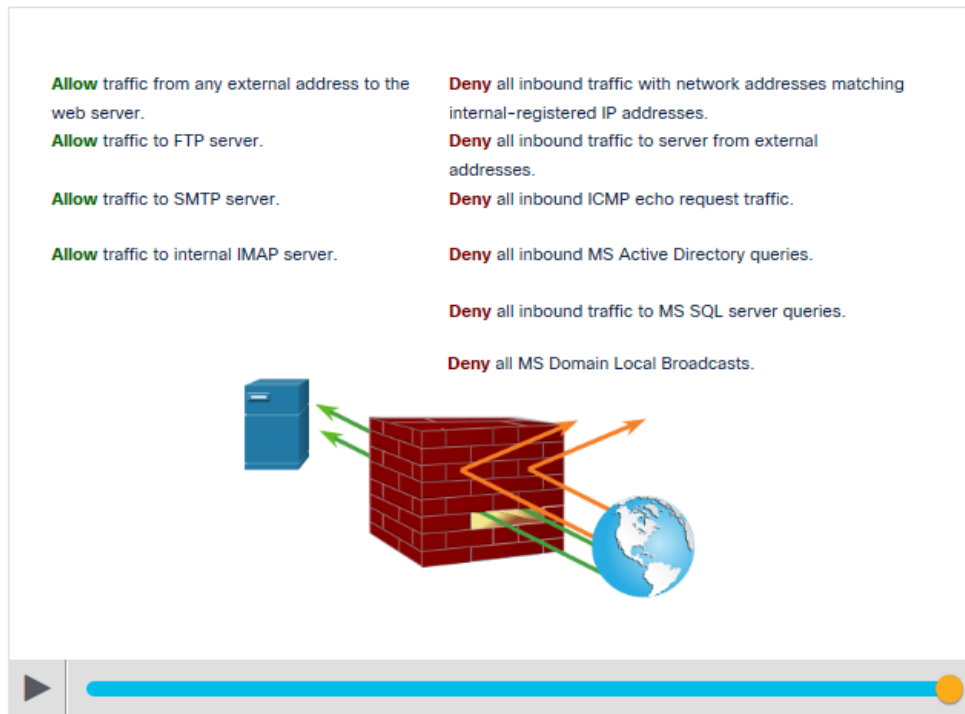 Allow traffic from any external address to the
web server.
Allow traffic to FTP server.
Allow traffic to SMTP server.
Allow traffic to internal IMAP server.
Deny all inbound traffic with network addresses matching
internal-registered IP addresses.
Deny all inbound traffic to server from external
addresses.
Deny all inbound ICMP echo request traffic.
Deny all inbound MS Active Directory queries.
Deny all inbound traffic to MS SQL server queries.
Deny all MS Domain Local Broadcasts.